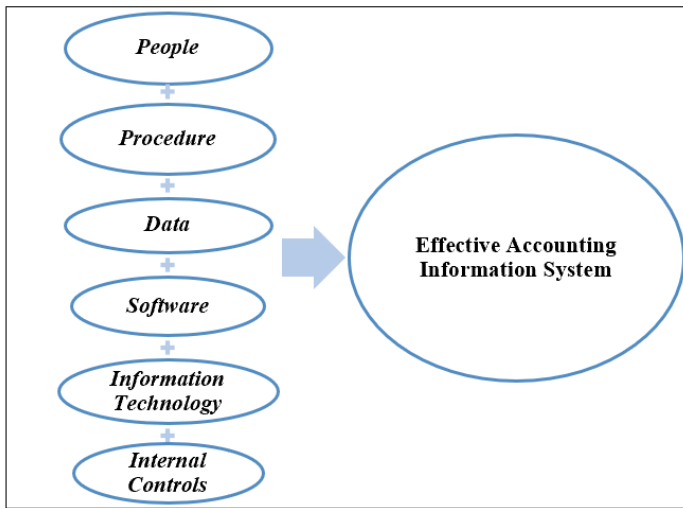 People
Procedure
Data
Software
Information
Technology
Internal
Controls
Effective Accounting
Information System